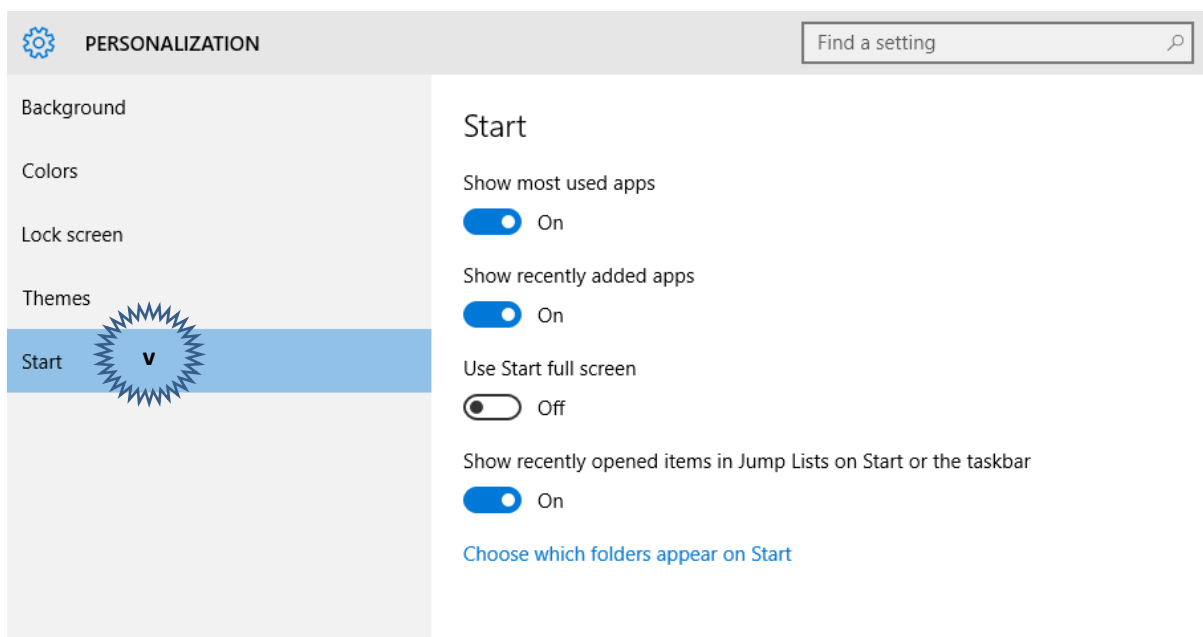 PERSONALIZATION
Find a setting
Background
Colors
Lock screen
Themes
Start
v
Start
Show most used apps
On
Show recently added apps
On
Use Start full screen
Off
Show recently opened items in Jump Lists on Start or the taskbar
On
Choose which folders appear on Start